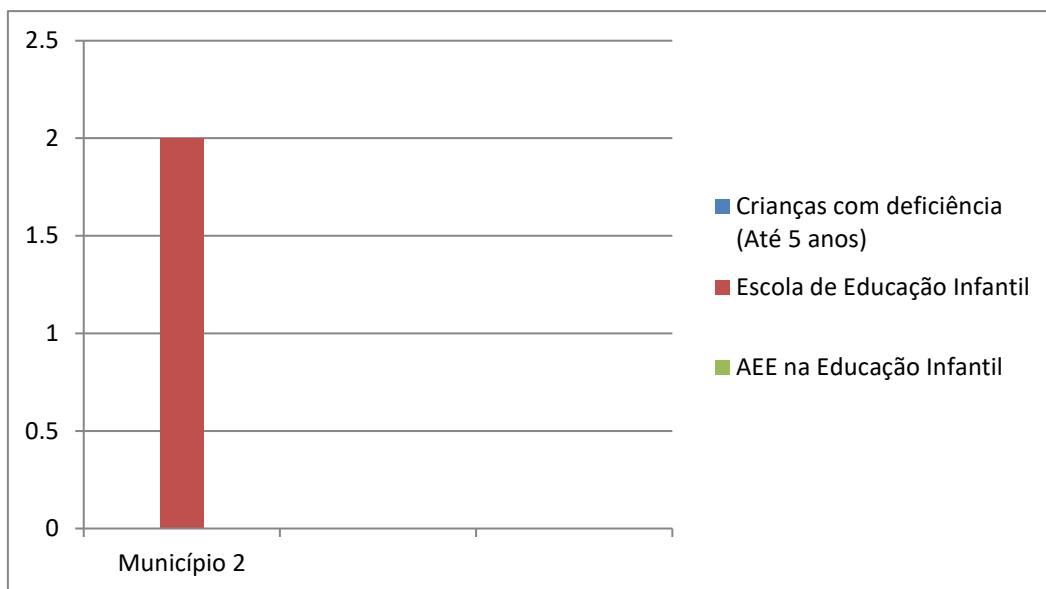 2.5
2
1.5
1
0.5
0
Município 2
Crianças com deficiência
(Até 5 anos)
Escola de Educação Infantil
AEE na Educação Infantil